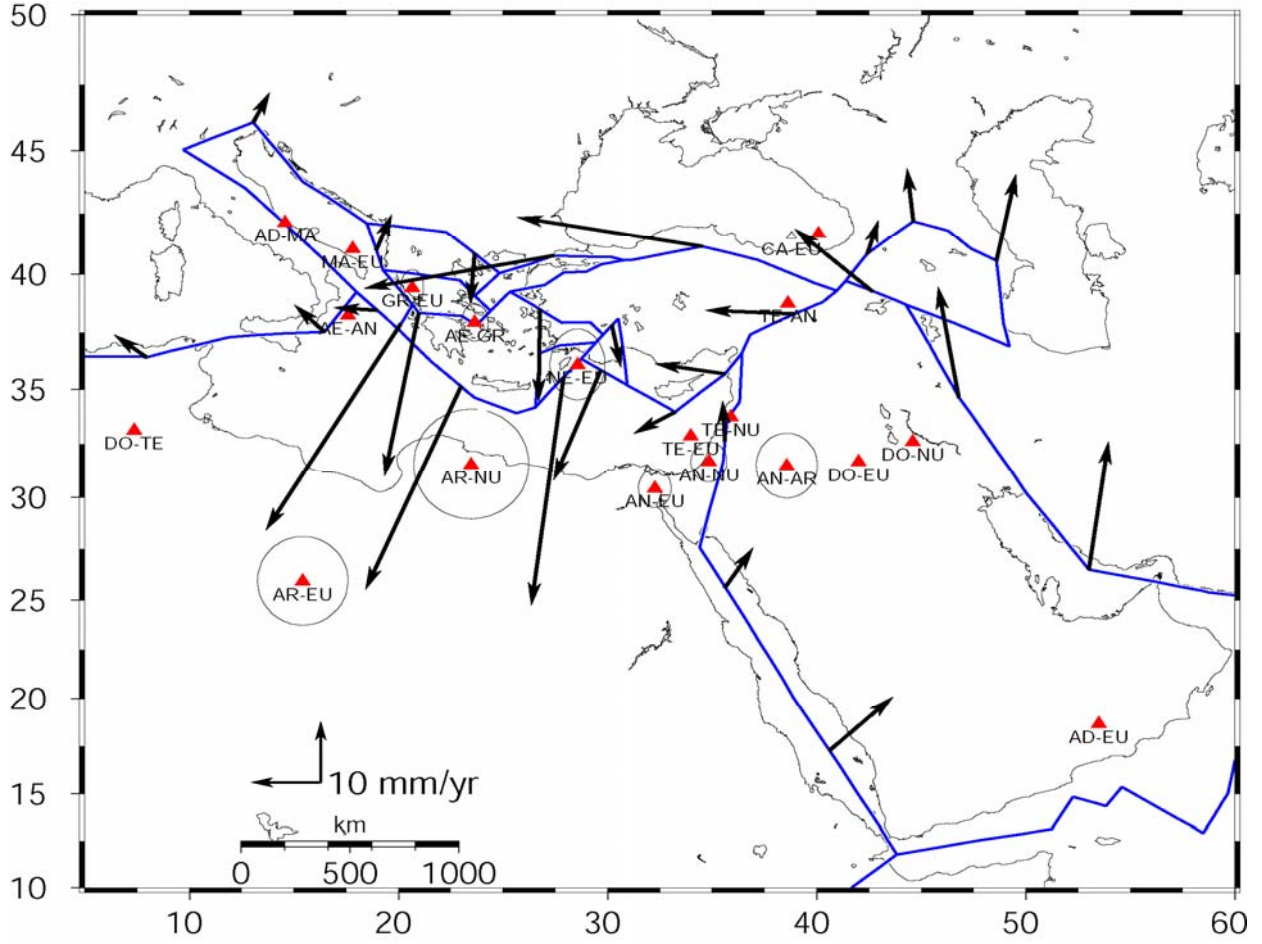 50
45
AD-MA
MA-EU
CA-EU
40
GR-EU
TE-AN
AE-AN
AE-GR
35
NE-EU
TE-NU
DO-TE
TE-EU
DO-NU
AN-NU
AR-NU
AN-AR
DO-EU
30
AN-EU
AR-EU
25
20
AD-EU
10 mm/yr
15
km
0 500 1000
10
10 20 30 40 50 60